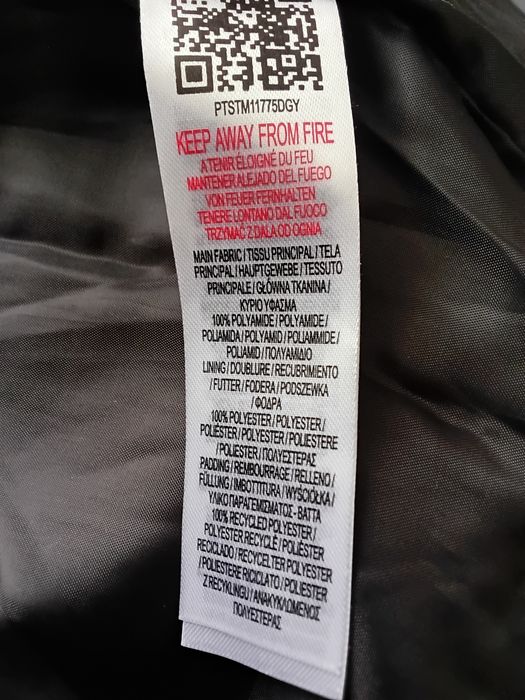 PTSTM11775DGY
KEEP AWAY FROM FIRE
A TENIR ÉLOIGNÉ DU FEU
MANTENER ALEJADO DEL FUEGO
VON FEUER FERNHALTEN
TENERE LONTANO DAL FUOCO
TRZYMAĆ Z DALA OD OGNIA
MAIN FABRIC / TISSU PRINCIPAL / TELA
PRINCIPAL / HAUPTGEWEBE / TESSUTO
PRINCIPALE / GŁÓWNA TKANINA /
ΚΥΡΙΟ ΥΦΑΣΜΑ
100% POLYAMIDE / POLYAMIDE /
POLIAMIDA / POLYAMID / POLIAMMIDE /
POLIAMID / ΠΟΛΥΑΜΙΔΙΟ
LINING / DOUBLURE / RECUBRIMIENTO
/ FUTTER / FODERA / PODSZEWKA
/ ΦΟΔΡΑ
100% POLYESTER / POLYESTER /
POLIÉSTER / POLYESTER / POLIESTERE
/ POLIESTER / ΠΟΛΥΕΣΤΕΡΑΣ
PADDING / REMBOURRAGE / RELLENO /
FÜLLUNG / IMBOTTITURA / WYŚCIÓŁKA /
ΥΛΙΚΟ ΠΑΡΑΓΕΜΙΣΜΑΤΟΣ - ΒΑΤΤΑ
100% RECYCLED POLYESTER /
POLYESTER RECYCLÉ / POLIÉSTER
RECICLADO / RECYCELTER POLYESTER
/ POLIESTERE RICICLATO / POLIESTER
Z RECYKLINGU / ΑΝΑΚΥΚΛΩΜΕΝΟΣ
ΠΟΛΥΕΣΤΕΡΑΣ